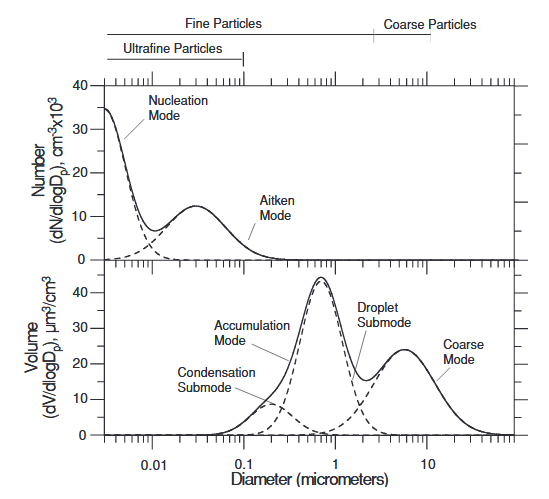 Fine Particles
Coarse Particles
Ultrafine Particles
Number
(dN/dlogDp), cm-3x103
40
30
20
10
0
Nucleation
Mode
Aitken
Mode
Volume
(dV/dlogDp), µm3/cm3
40
30
20
10
0
Accumulation
Mode
Condensation
Submode
Droplet
Submode
Coarse
Mode
0.01
0.1
1
10
Diameter (micrometers)